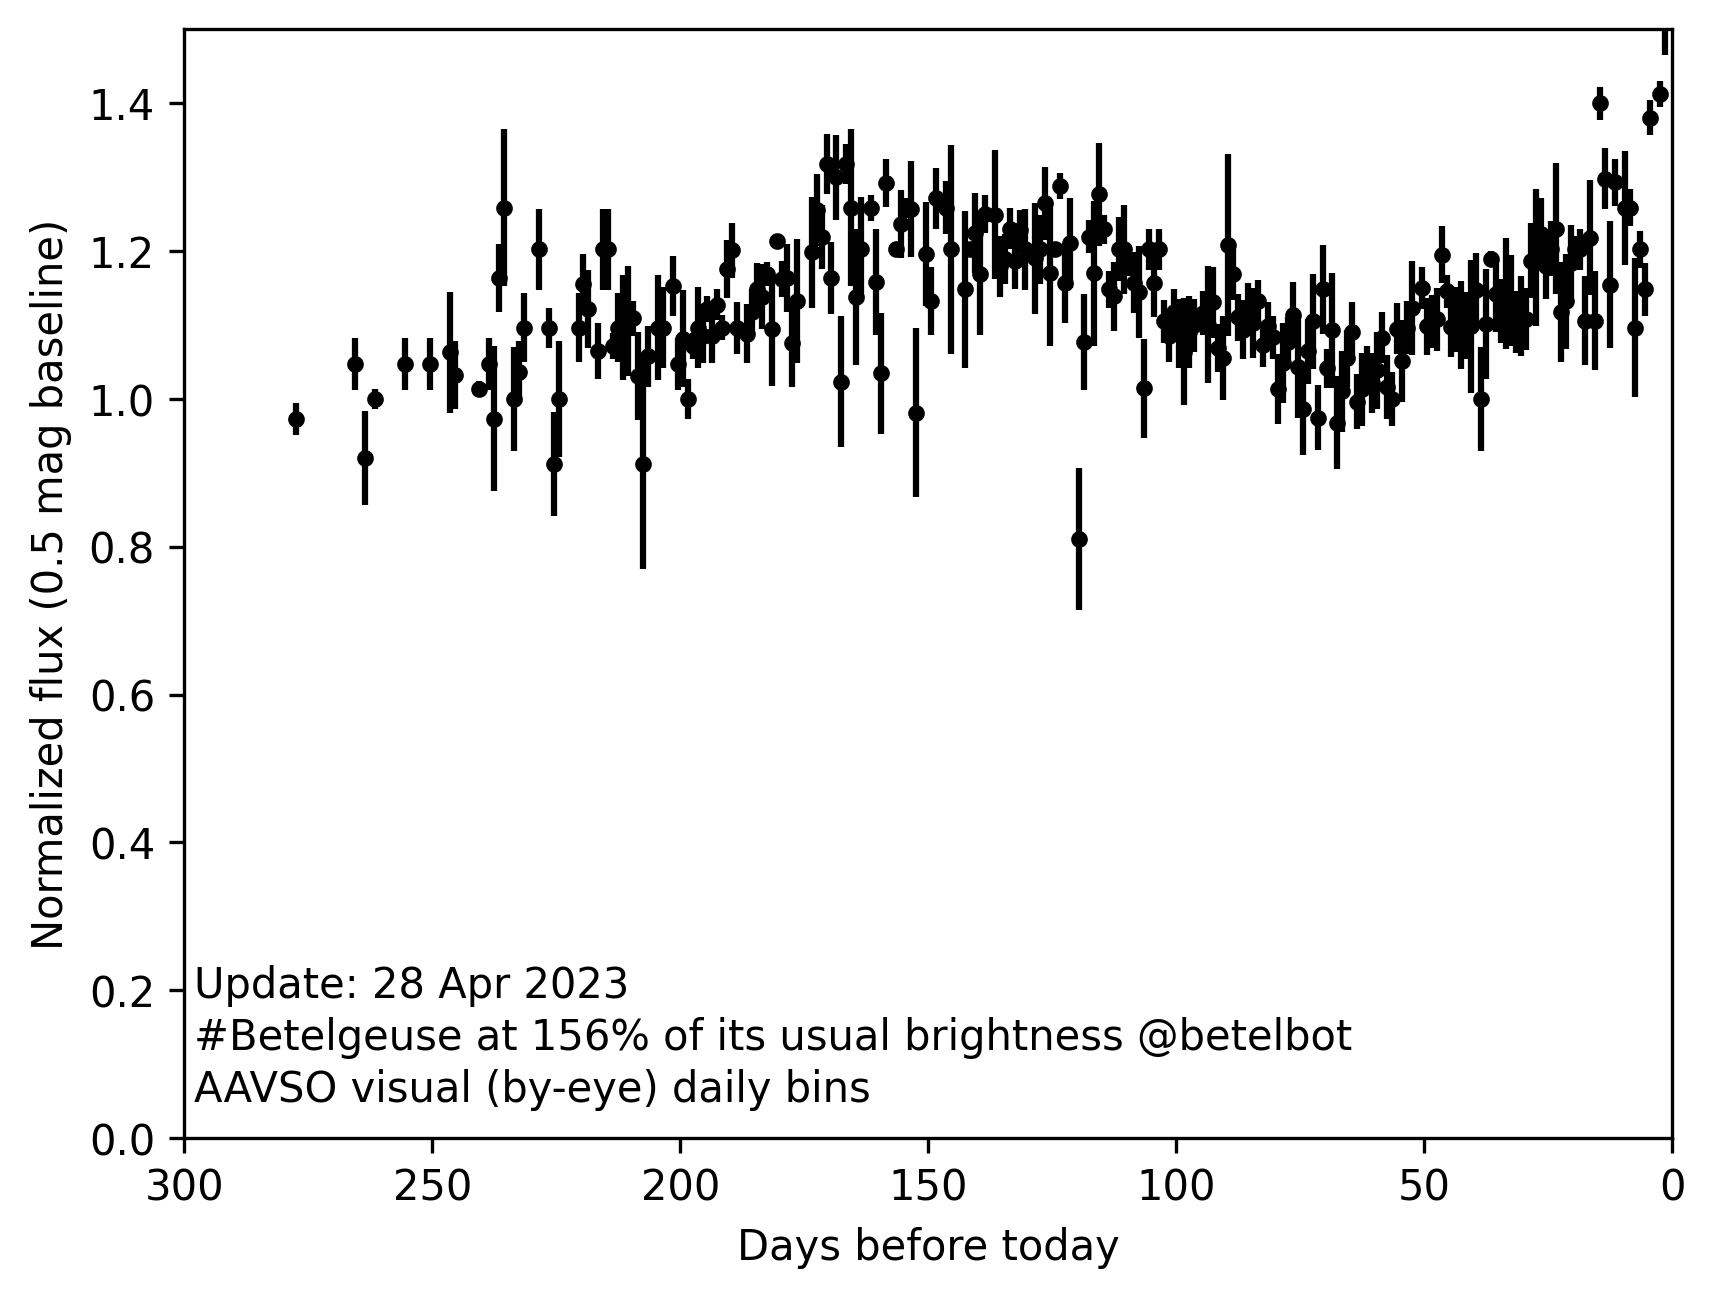 1.4
1.2
1.0
0.8
0.6
0.4
0.2
0.0
Normalized flux (0.5 mag baseline)
Update: 28 Apr 2023
#Betelgeuse at 156% of its usual brightness @betelbot
AAVSO visual (by-eye) daily bins
300 250 200 150 100 50 0
Days before today